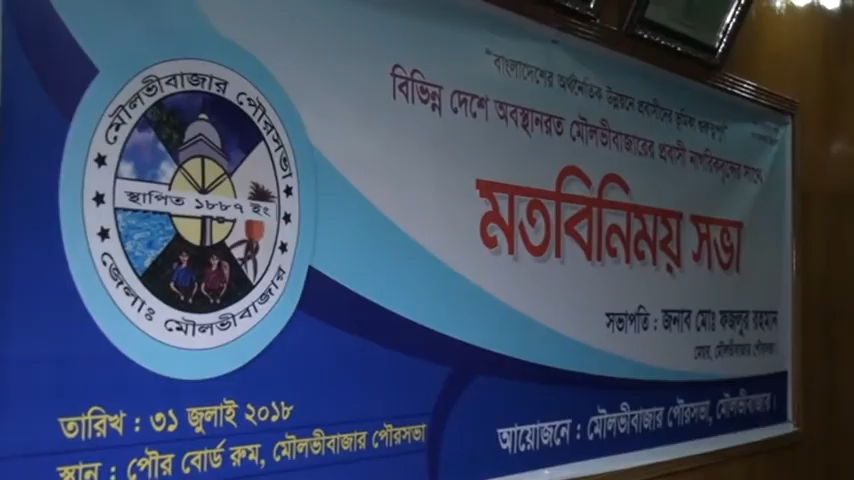 "বাংলাদেশের অর্থনৈতিক উন্নয়নে প্রবাসীদের ভূমিকা গুরুত্বপূর্ণ"
বিভিন্ন দেশে অবস্থানরত মৌলভীবাজারের প্রবাসী নাগরিকবৃন্দের সাথে
মতবিনিময় সভা
সভাপতি : জনাব মোঃ ফজলুর রহমান
মেয়র, মৌলভীবাজার পৌরসভা
মৌলভীবাজার পৌরসভা
স্থাপিত ১৮৮৭ ইং
জেলাঃ মৌলভীবাজার
তারিখ : ৩১ জুলাই ২০১৮
স্থান : পৌর বোর্ড রুম, মৌলভীবাজার পৌরসভা
আয়োজনে : মৌলভীবাজার পৌরসভা, মৌলভীবাজার।